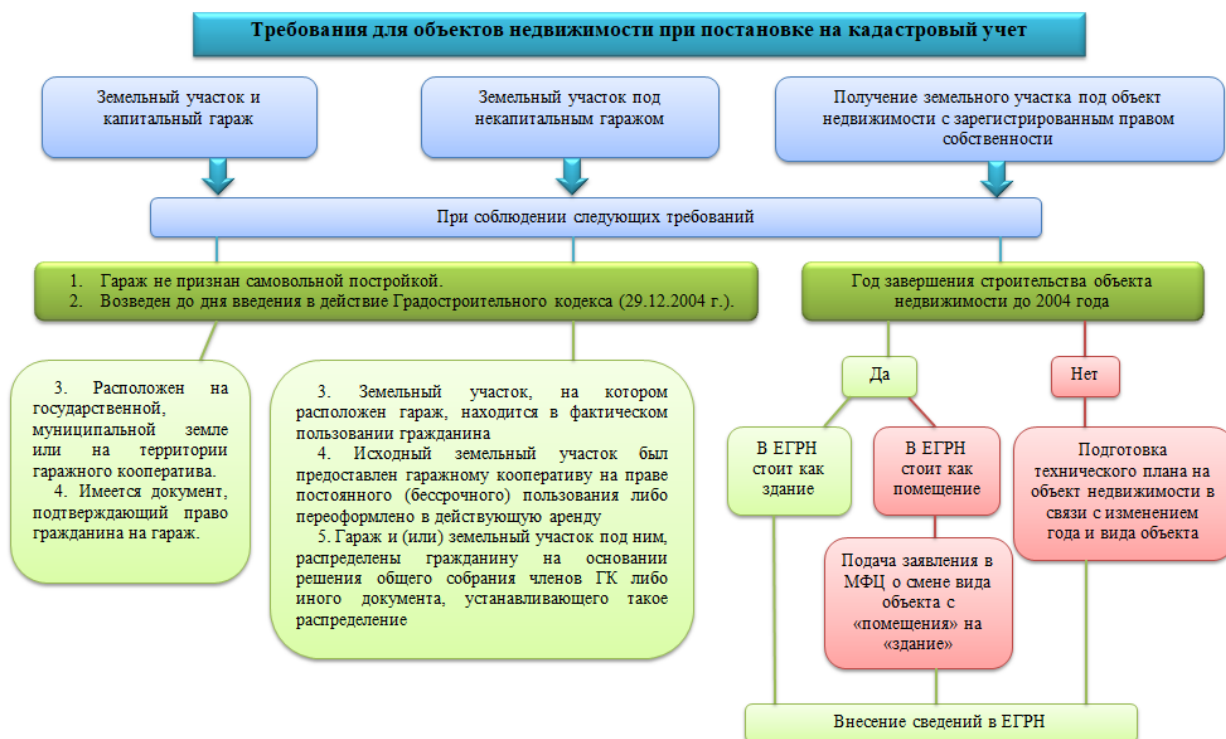 Требования для объектов недвижимости при постановке на кадастровый учет
Земельный участок и
капитальный гараж
Земельный участок под
некапитальным гаражом
Получение земельного участка под объект
недвижимости с зарегистрированным правом
собственности
При соблюдении следующих требований
1. Гараж не признан самовольной постройкой.
2. Возведен до дня введения в действие Градостроительного кодекса (29.12.2004 г.).
Год завершения строительства объекта
недвижимости до 2004 года
3. Расположен на
государственной,
муниципальной земле
или на территории
гаражного кооператива.
4. Имеется документ,
подтверждающий право
гражданина на гараж.
3. Земельный участок, на котором
расположен гараж, находится в фактическом
пользовании гражданина
4. Исходный земельный участок был
предоставлен гаражному кооперативу на праве
постоянного (бессрочного) пользования либо
переоформлено в действующую аренду
5. Гараж и (или) земельный участок под ним,
распределены гражданину на основании
решения общего собрания членов ГК либо
иного документа, устанавливающего такое
распределение
Да
Нет
В ЕГРН
стоит как
здание
В ЕГРН
стоит как
помещение
Подготовка
технического плана на
объект недвижимости в
связи с изменением
года и вида объекта
Подача заявления в
МФЦ о смене вида
объекта с
«помещения» на
«здание»
Внесение сведений в ЕГРН